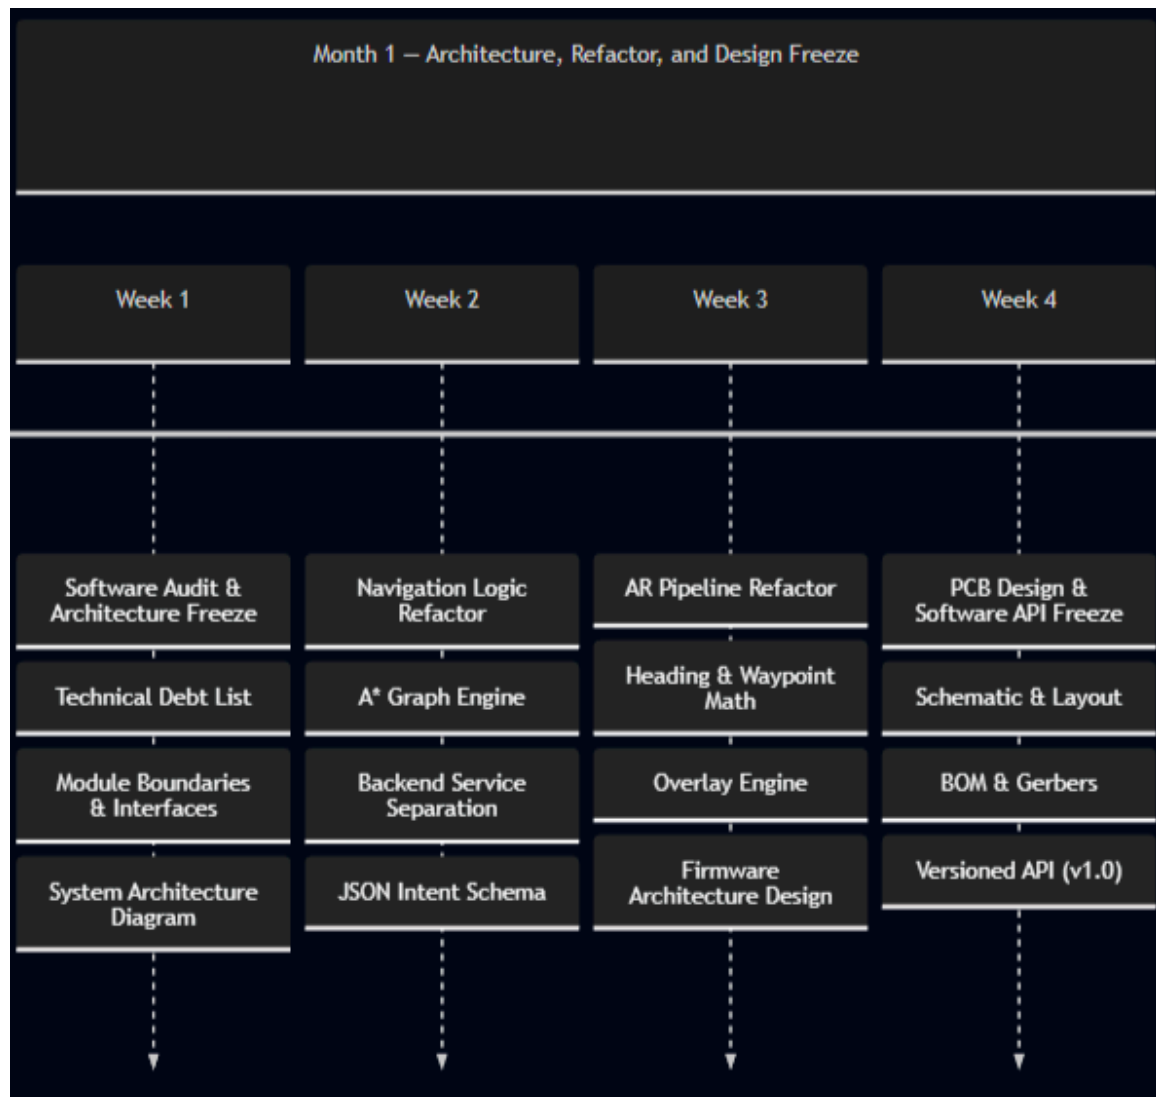 Month 1 – Architecture, Refactor, and Design Freeze
Week 1
Week 2
Week 3
Week 4
Software Audit &
Architecture Freeze
Technical Debt List
Module Boundaries
& Interfaces
System Architecture
Diagram
Navigation Logic
Refactor
A* Graph Engine
Backend Service
Separation
JSON Intent Schema
AR Pipeline Refactor
Heading & Waypoint
Math
Overlay Engine
Firmware
Architecture Design
PCB Design &
Software API Freeze
Schematic & Layout
BOM & Gerbers
Versioned API (v1.0)